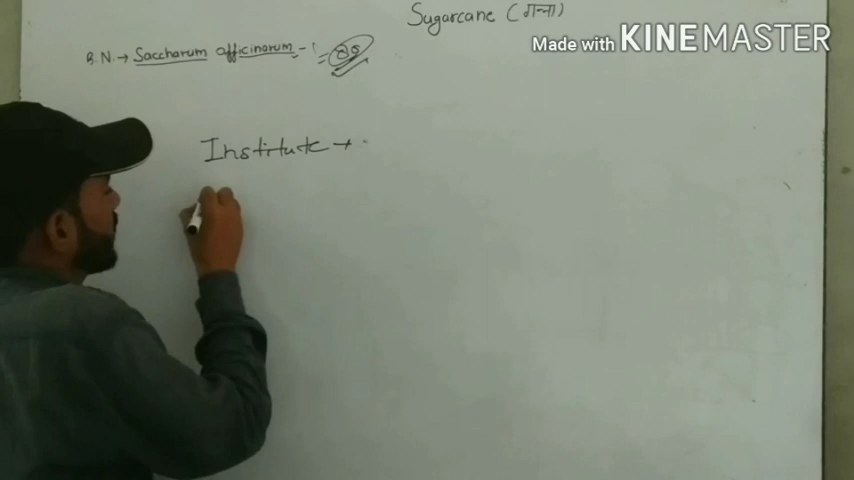 Sugarcane (गन्ना)
Made with KINEMASTER
B.N. → Saccharum officinarum -
Institute →